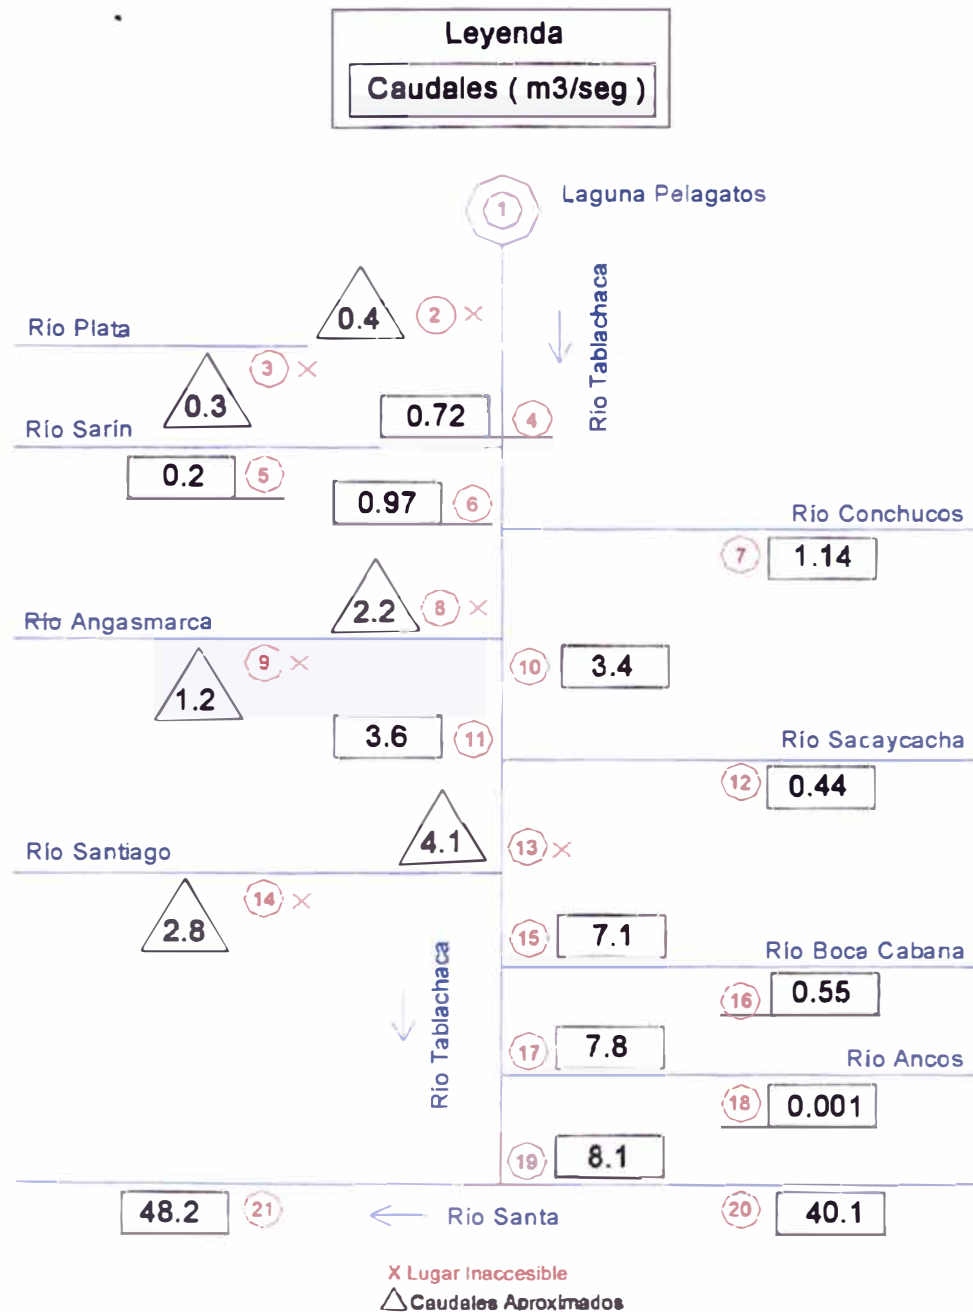 Leyenda
Caudales ( m3/seg )
1
Laguna Pelagatos
Río Tablachaca
0.4
2 X
Río Plata
3 X
0.3
0.72
4
Río Sarín
0.2
5
0.97
6
Río Conchucos
7
1.14
2.2
8 X
Río Angasmarca
9 X
1.2
10
3.4
3.6
11
Río Sacaycacha
12
0.44
4.1
13 X
Río Santiago
14 X
2.8
15
7.1
Río Boca Cabana
16
0.55
Río Tablachaca
17
7.8
Río Ancos
18
0.001
19
8.1
48.2
21
Río Santa
20
40.1
X Lugar Inaccesible
Caudales Aproximados